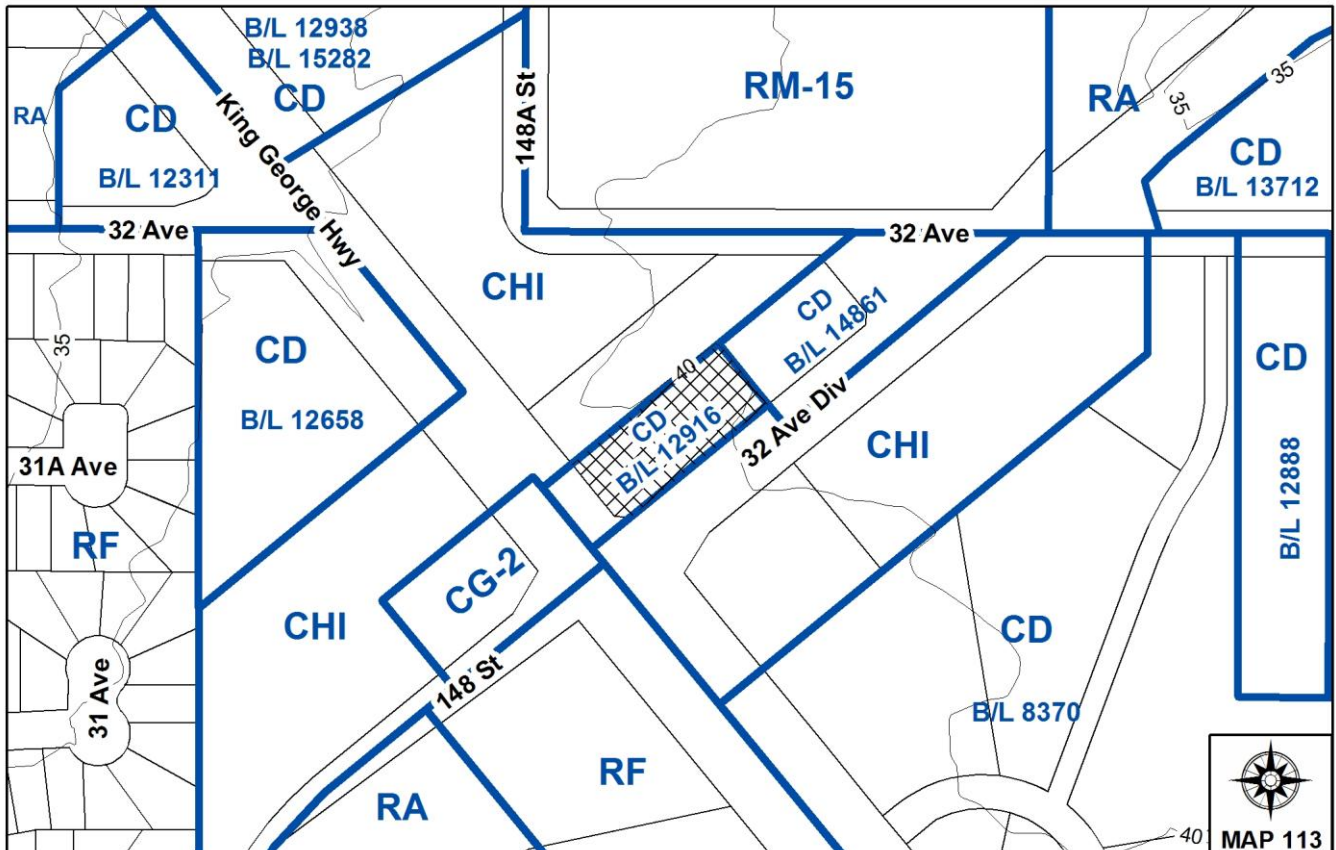 B/L 12938
B/L 15282
CD
RA
CD
B/L 12311
King George Hwy
148A St
RM-15
RA
35
35
CD
B/L 13712
32 Ave
32 Ave
CHI
CD
B/L 14861
35
CD
B/L 12658
40
CD
B/L 12916
32 Ave Div
CHI
CD
B/L 12888
31A Ave
RF
CG-2
CHI
148 St
31 Ave
CD
B/L 8370
RF
RA
40
MAP 113